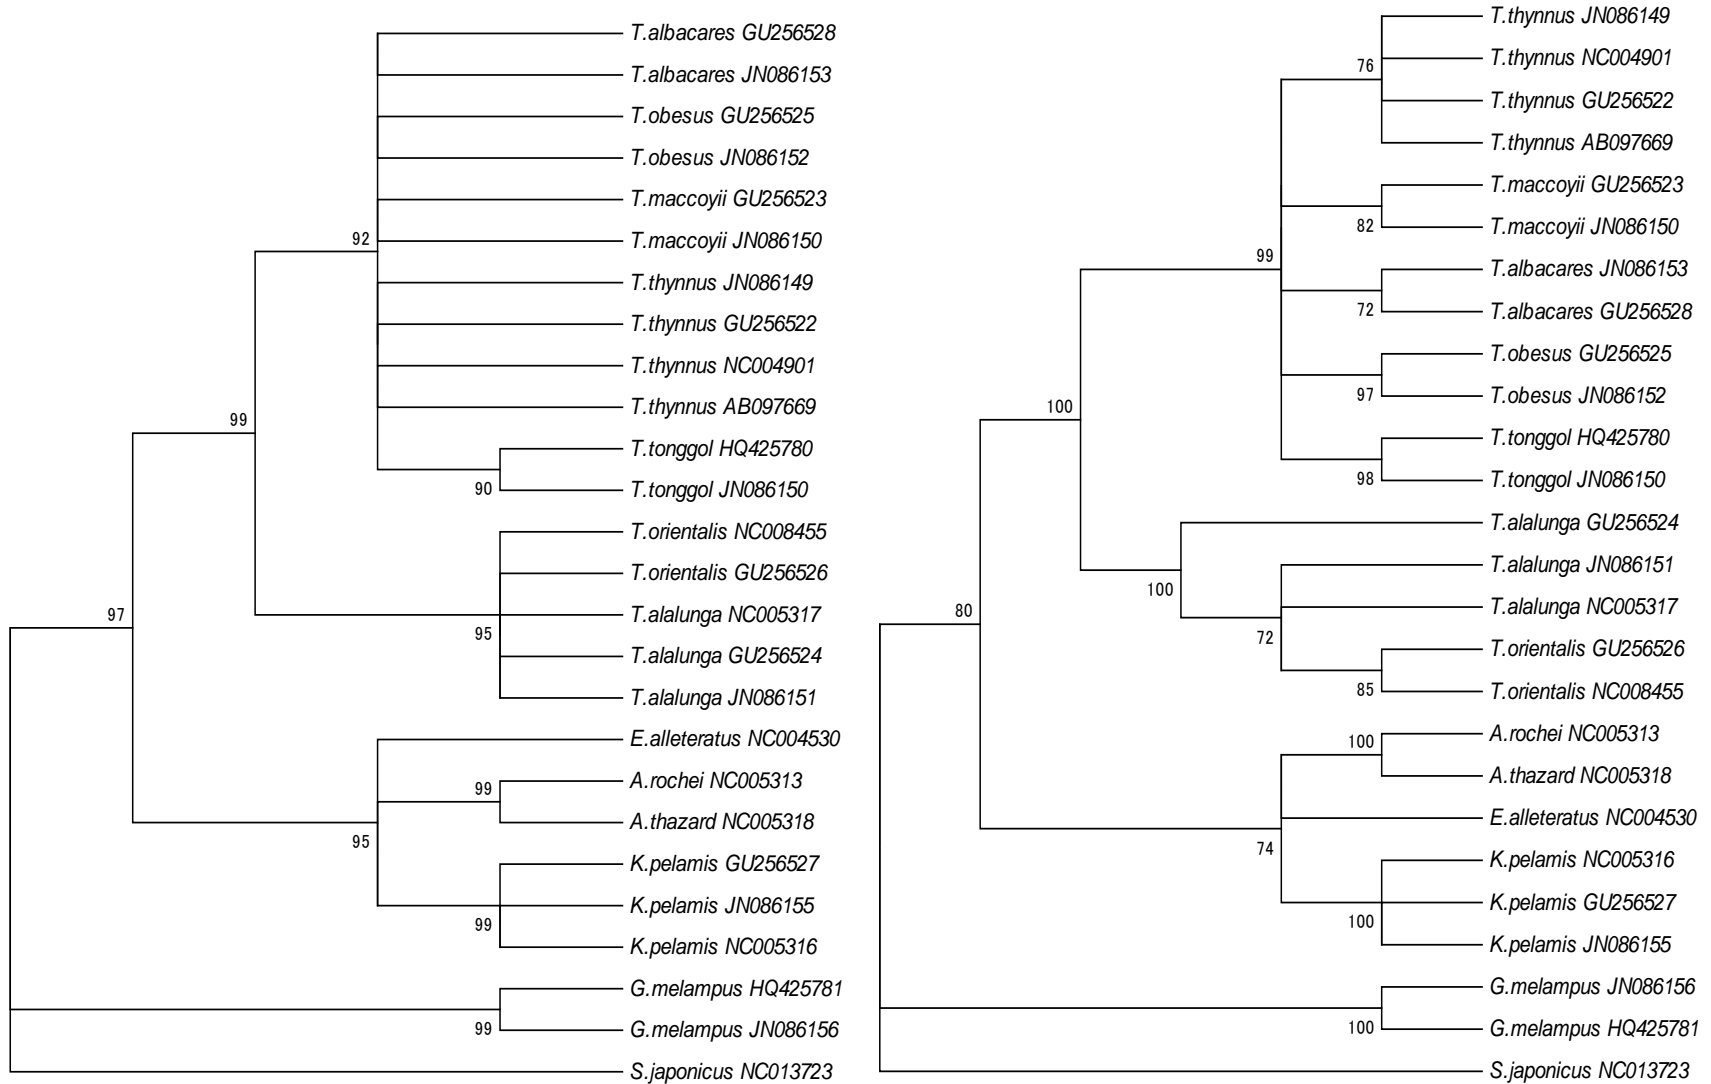 T.albacares GU256528
T.albacares JN086153
T.obesus GU256525
T.obesus JN086152
T.maccoyii GU256523
92
T.maccoyii JN086150
T.thynnus JN086149
T.thynnus GU256522
T.thynnus NC004901
99
T.thynnus AB097669
T.tonggol HQ425780
90
T.tonggol JN086150
T.orientalis NC008455
T.orientalis GU256526
97
T.alalunga NC005317
95
T.alalunga GU256524
T.alalunga JN086151
E.alleteratus NC004530
99
A.rochei NC005313
A.thazard NC005318
95
K.pelamis GU256527
K.pelamis JN086155
99
K.pelamis NC005316
G.melampus HQ425781
99
G.melampus JN086156
S.japonicus NC013723
T.thynnus JN086149
76
T.thynnus NC004901
T.thynnus GU256522
T.thynnus AB097669
T.maccoyii GU256523
82
T.maccoyii JN086150
99
T.albacares JN086153
72
T.albacares GU256528
T.obesus GU256525
97
T.obesus JN086152
100
T.tonggol HQ425780
98
T.tonggol JN086150
T.alalunga GU256524
T.alalunga JN086151
100
80
T.alalunga NC005317
72
T.orientalis GU256526
85
T.orientalis NC008455
100
A.rochei NC005313
A.thazard NC005318
E.alleteratus NC004530
74
K.pelamis NC005316
K.pelamis GU256527
100
K.pelamis JN086155
G.melampus JN086156
100
G.melampus HQ425781
S.japonicus NC013723